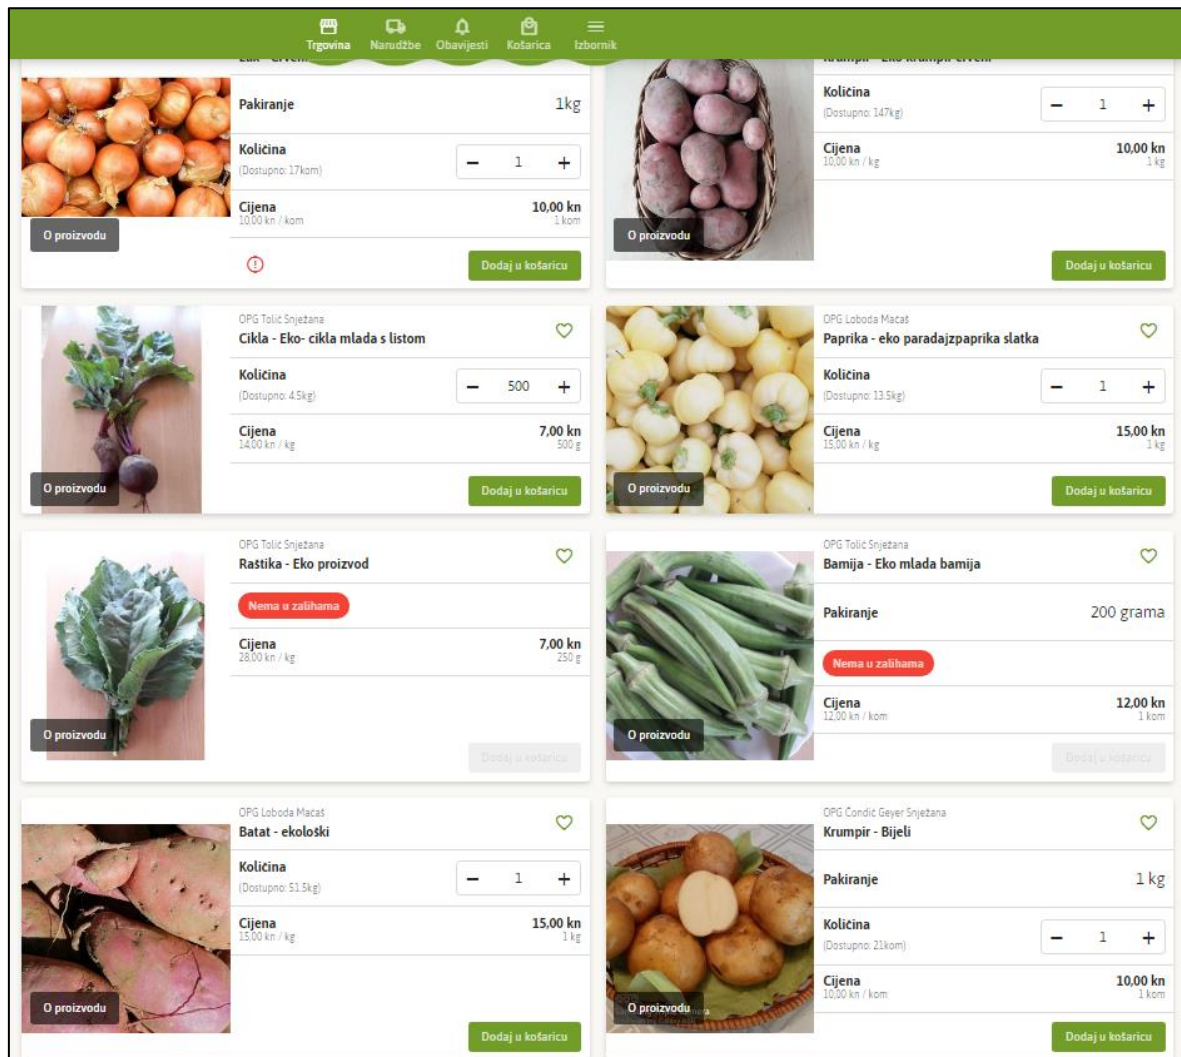 Trgovina
Narudžbe
Obavijesti
Košarica
Izbornik
Luk - Crveni
Pakiranje
1kg
Količina
(Dostupno: 17kom)
1
Cijena
10,00 kn
10,00 kn / kom
1 kom
O proizvodu
Dodaj u košaricu
Krumpir - Eko krumpir crveni
Količina
(Dostupno: 147kg)
1
Cijena
10,00 kn
10,00 kn / kg
1 kg
O proizvodu
Dodaj u košaricu
OPG Tolić Snježana
Cikla - Eko- cikla mlada s listom
Količina
(Dostupno: 4.5kg)
500
Cijena
7,00 kn
14,00 kn / kg
500 g
O proizvodu
Dodaj u košaricu
OPG Loboda Mačaš
Paprika - eko paradajzpaprika slatka
Količina
(Dostupno: 13.5kg)
1
Cijena
15,00 kn
15,00 kn / kg
1 kg
O proizvodu
Dodaj u košaricu
OPG Tolić Snježana
Raštika - Eko proizvod
Nema u zalihama
Cijena
7,00 kn
28,00 kn / kg
250 g
O proizvodu
Dodaj u košaricu
OPG Tolić Snježana
Bamija - Eko mlada bamija
Pakiranje
200 grama
Nema u zalihama
Cijena
12,00 kn
12,00 kn / kom
1 kom
O proizvodu
Dodaj u košaricu
OPG Loboda Mačaš
Batat - ekološki
Količina
(Dostupno: 51.5kg)
1
Cijena
15,00 kn
15,00 kn / kg
1 kg
O proizvodu
Dodaj u košaricu
OPG Čondić Geyer Snježana
Krumpir - Bijeli
Pakiranje
1 kg
Količina
(Dostupno: 21kom)
1
Cijena
10,00 kn
10,00 kn / kom
1 kom
O proizvodu
Dodaj u košaricu